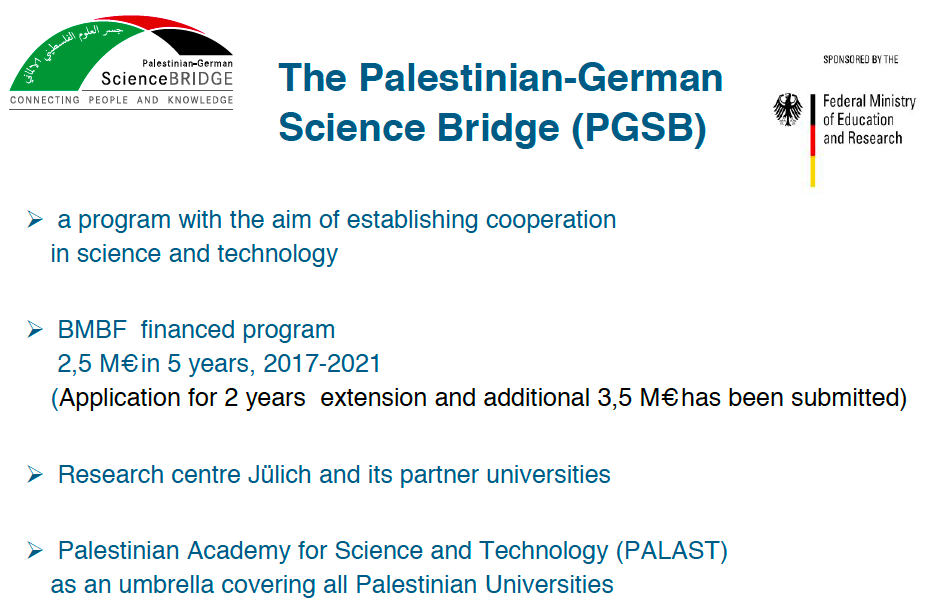 جسر العلوم الفلسطيني الألماني
Palestinian-German
ScienceBRIDGE
CONNECTING PEOPLE AND KNOWLEDGE
The Palestinian-German
Science Bridge (PGSB)
SPONSORED BY THE
Federal Ministry
of Education
and Research
➢ a program with the aim of establishing cooperation
in science and technology
➢ BMBF financed program
2,5 M€in 5 years, 2017-2021
(Application for 2 years extension and additional 3,5 M€has been submitted)
➢ Research centre Jülich and its partner universities
➢ Palestinian Academy for Science and Technology (PALAST)
as an umbrella covering all Palestinian Universities